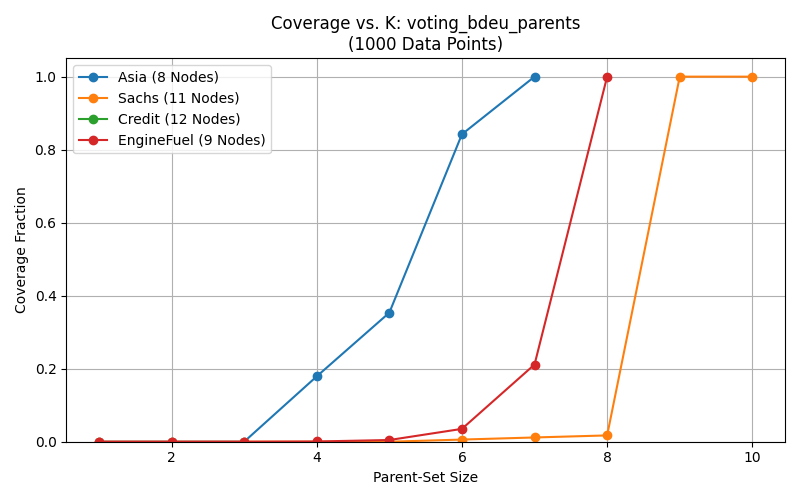 Coverage vs. K: voting_bdeu_parents
(1000 Data Points)
Asia (8 Nodes)
Sachs (11 Nodes)
Credit (12 Nodes)
EngineFuel (9 Nodes)
Coverage Fraction
1.0
0.8
0.6
0.4
0.2
0.0
2 4 6 8 10
Parent-Set Size